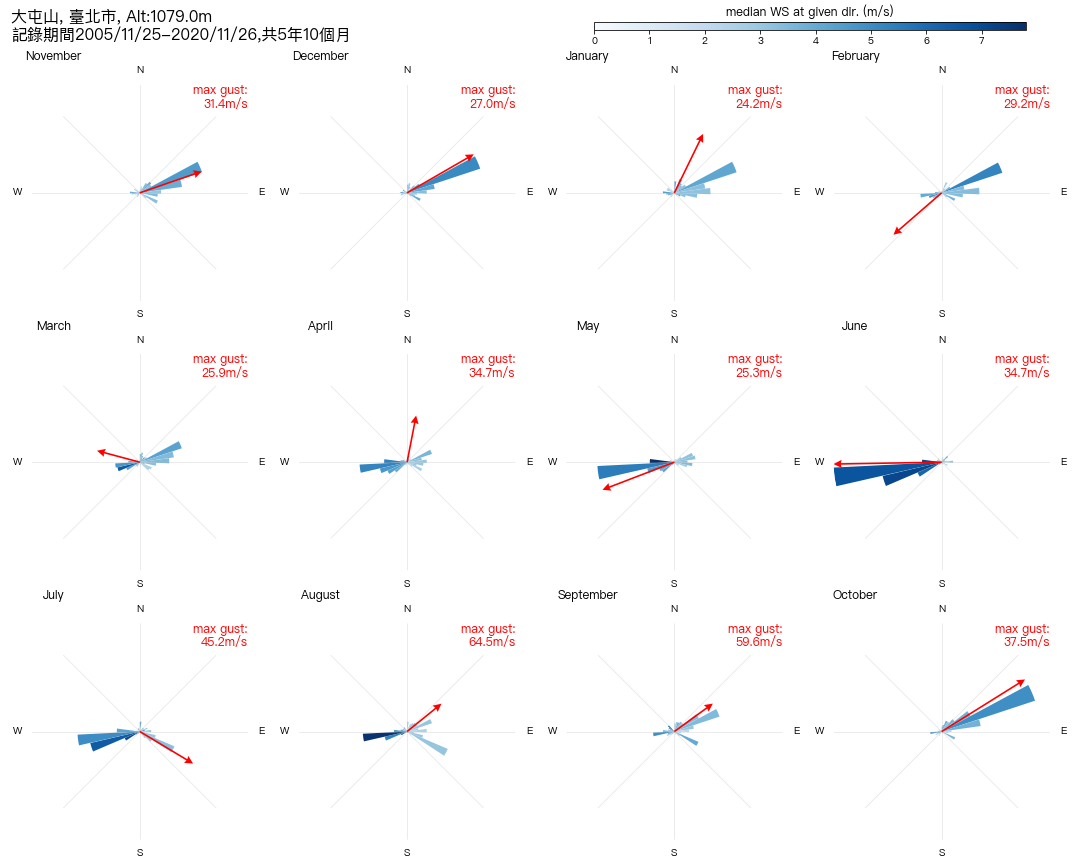 大屯山, 臺北市, Alt:1079.0m
記錄期間2005/11/25–2020/11/26,共5年10個月
median WS at given dir. (m/s)
0 1 2 3 4 5 6 7
November
N
max gust:
31.4m/s
W
E
S
December
N
max gust:
27.0m/s
W
E
S
January
N
max gust:
24.2m/s
W
E
S
February
N
max gust:
29.2m/s
W
E
S
March
N
max gust:
25.9m/s
W
E
S
April
N
max gust:
34.7m/s
W
E
S
May
N
max gust:
25.3m/s
W
E
S
June
N
max gust:
34.7m/s
W
E
S
July
N
max gust:
45.2m/s
W
E
S
August
N
max gust:
64.5m/s
W
E
S
September
N
max gust:
59.6m/s
W
E
S
October
N
max gust:
37.5m/s
W
E
S